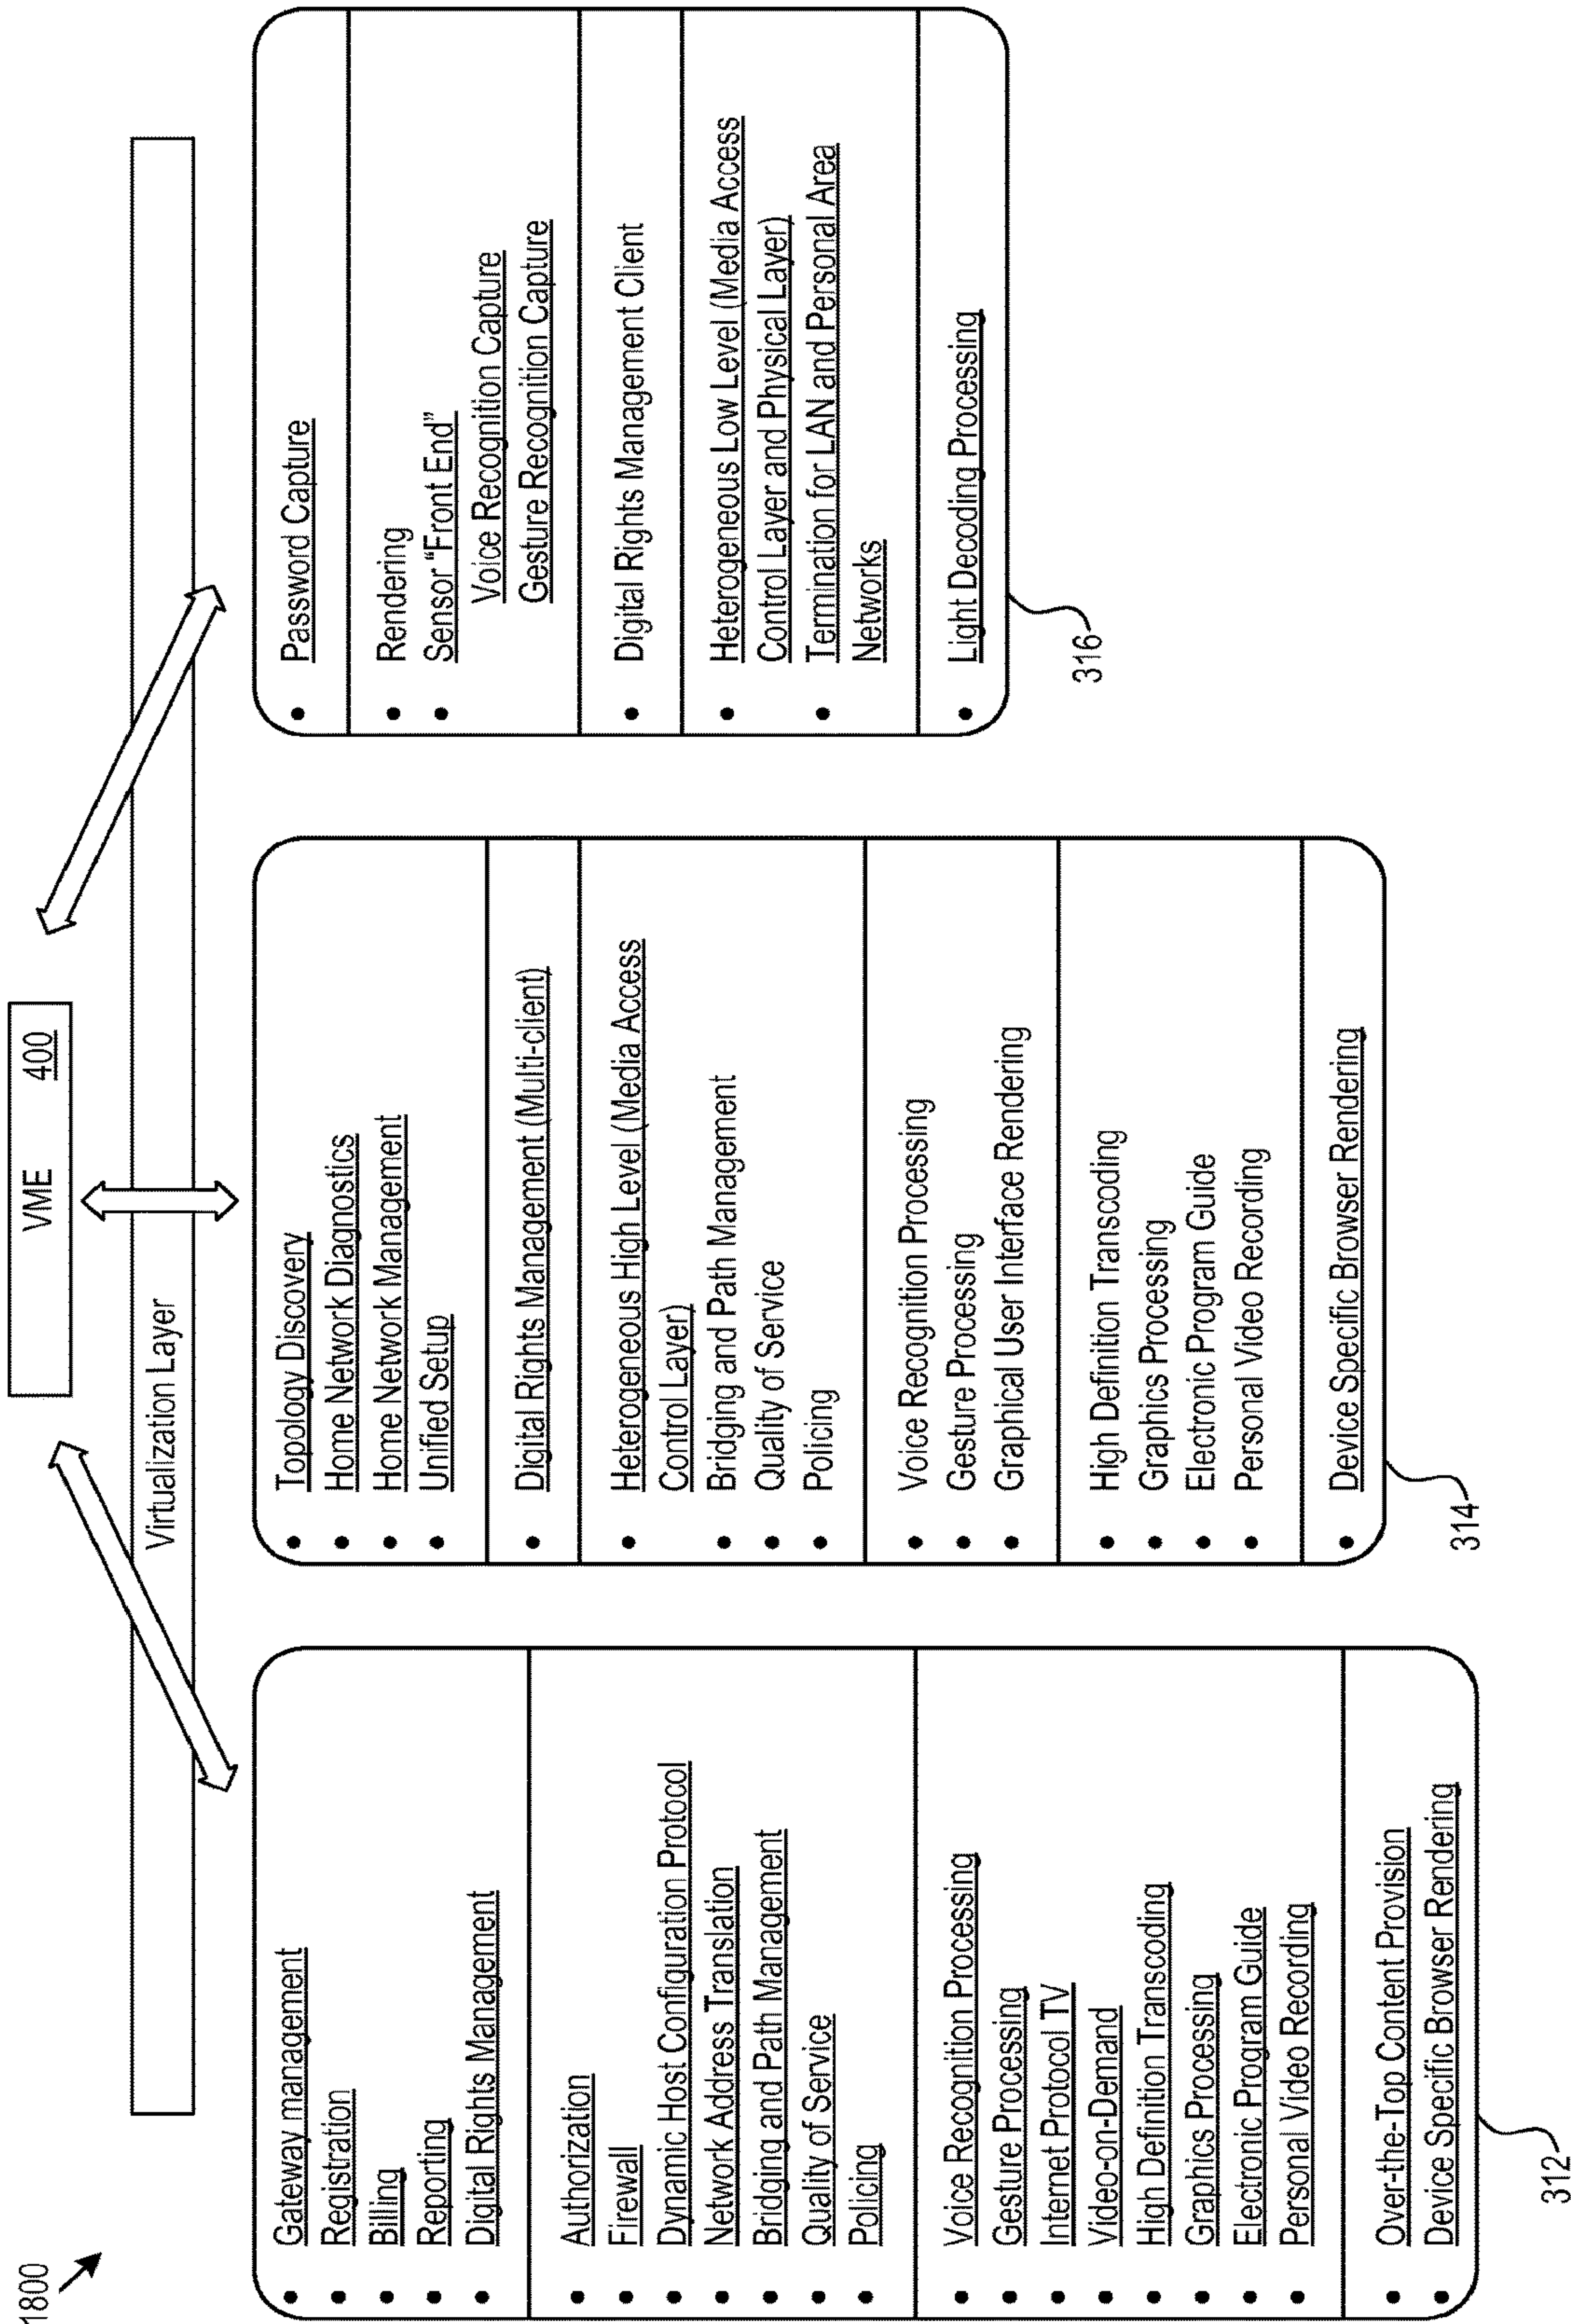 1800
VME 400
Virtualization Layer
• Gateway management
• Registration
• Billing
• Reporting
• Digital Rights Management
• Authorization
• Firewall
• Dynamic Host Configuration Protocol
• Network Address Translation
• Bridging and Path Management
• Quality of Service
• Policing
• Voice Recognition Processing
• Gesture Processing
• Internet Protocol TV
• Video-on-Demand
• High Definition Transcoding
• Graphics Processing
• Electronic Program Guide
• Personal Video Recording
• Over-the-Top Content Provision
• Device Specific Browser Rendering
312
• Topology Discovery
• Home Network Diagnostics
• Home Network Management
• Unified Setup
• Digital Rights Management (Multi-client)
• Heterogeneous High Level (Media Access
Control Layer)
• Bridging and Path Management
• Quality of Service
• Policing
• Voice Recognition Processing
• Gesture Processing
• Graphical User Interface Rendering
• High Definition Transcoding
• Graphics Processing
• Electronic Program Guide
• Personal Video Recording
• Device Specific Browser Rendering
314
• Password Capture
• Rendering
• Sensor “Front End”
Voice Recognition Capture
Gesture Recognition Capture
• Digital Rights Management Client
• Heterogeneous Low Level (Media Access
Control Layer and Physical Layer)
• Termination for LAN and Personal Area
Networks
• Light Decoding Processing
316